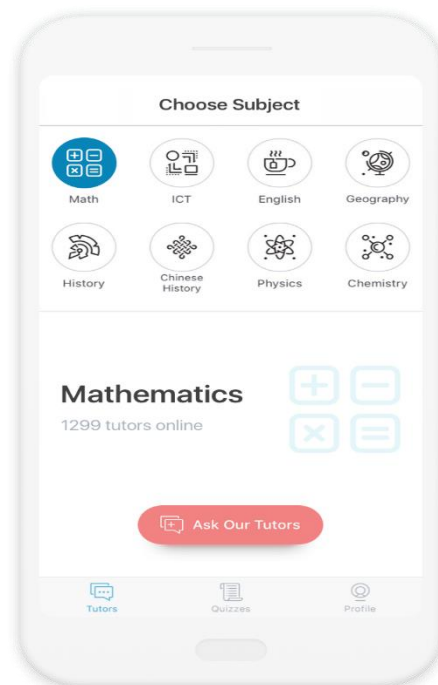 Choose Subject
Math
ICT
English
Geography
History
Chinese
History
Physics
Chemistry
Mathematics
1299 tutors online
Ask Our Tutors
Tutors
Quizzes
Profile